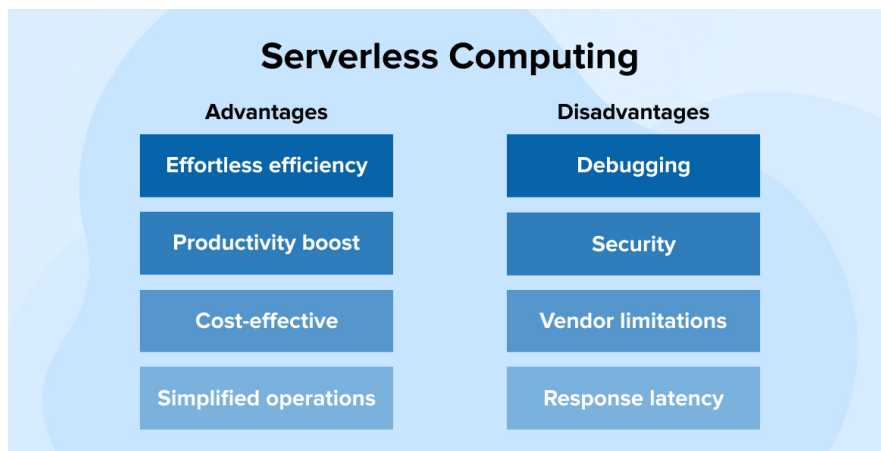 Serverless Computing
Advantages
Effortless efficiency
Productivity boost
Cost-effective
Simplified operations
Disadvantages
Debugging
Security
Vendor limitations
Response latency